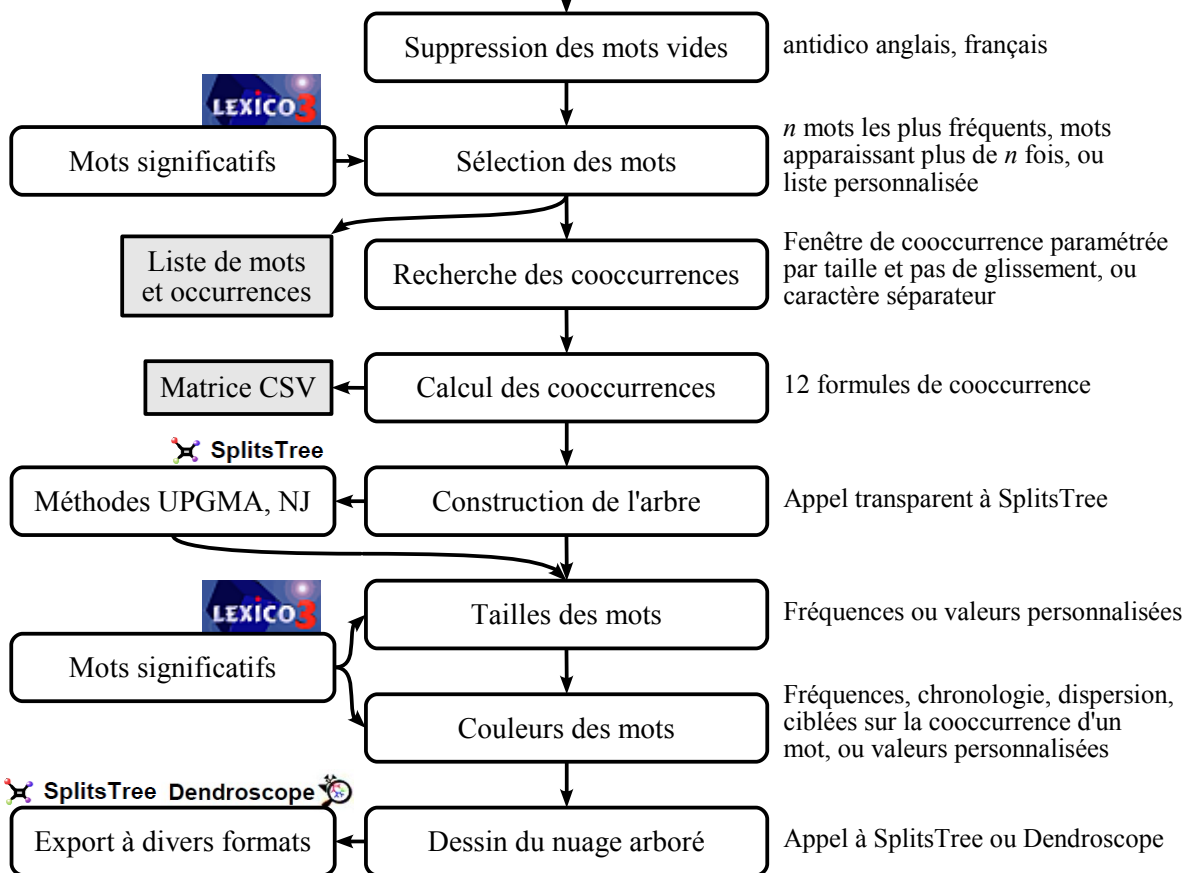 Suppression des mots vides
antidico anglais, français
LEXICO3
Mots significatifs
Sélection des mots
n mots les plus fréquents, mots
apparaissant plus de n fois, ou
liste personnalisée
Liste de mots
et occurrences
Recherche des cooccurrences
Fenêtre de cooccurrence paramétrée
par taille et pas de glissement, ou
caractère séparateur
Matrice CSV
Calcul des cooccurrences
12 formules de cooccurrence
SplitsTree
Méthodes UPGMA, NJ
Construction de l'arbre
Appel transparent à SplitsTree
LEXICO3
Mots significatifs
Tailles des mots
Fréquences ou valeurs personnalisées
Couleurs des mots
Fréquences, chronologie, dispersion,
ciblées sur la cooccurrence d'un
mot, ou valeurs personnalisées
SplitsTree Dendroscope
Export à divers formats
Dessin du nuage arboré
Appel à SplitsTree ou Dendroscope